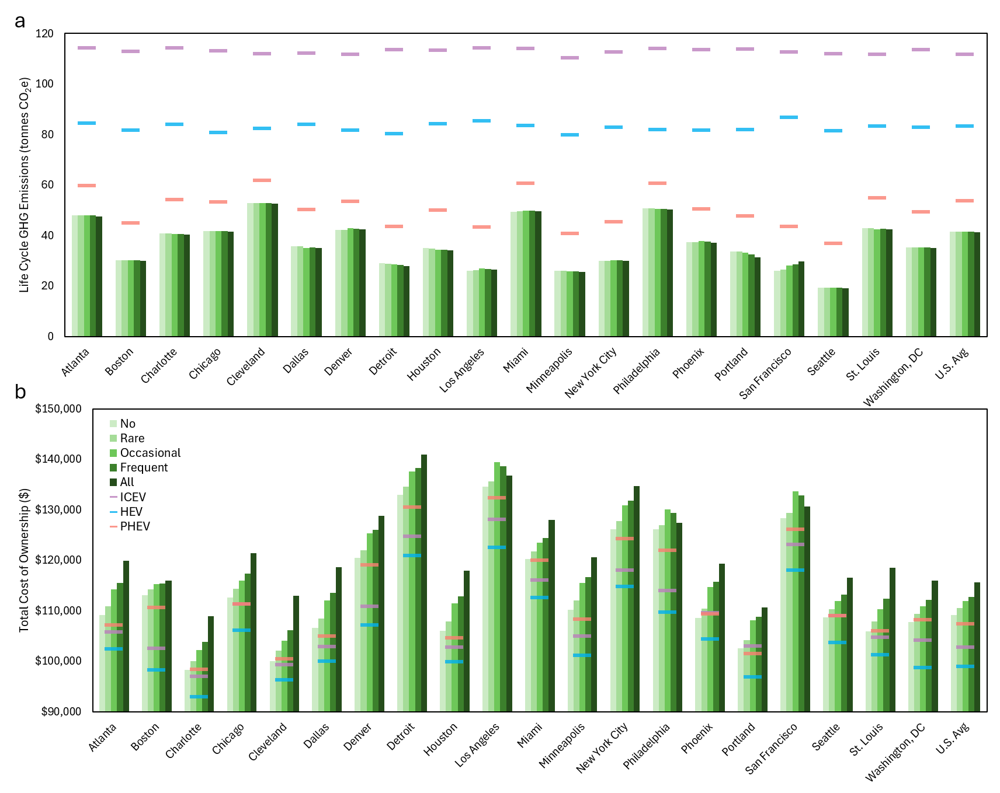 a
Life Cycle GHG Emissions (tonnes CO₂e)
120
100
80
60
40
20
0
Atlanta
Boston
Charlotte
Chicago
Cleveland
Dallas
Denver
Detroit
Houston
Los Angeles
Miami
Minneapolis
New York City
Philadelphia
Phoenix
Portland
San Francisco
Seattle
St. Louis
Washington, DC
U.S. Avg
b
Total Cost of Ownership ($)
$150,000
$140,000
$130,000
$120,000
$110,000
$100,000
$90,000
No
Rare
Occasional
Frequent
All
ICEV
HEV
PHEV
Atlanta
Boston
Charlotte
Chicago
Cleveland
Dallas
Denver
Detroit
Houston
Los Angeles
Miami
Minneapolis
New York City
Philadelphia
Phoenix
Portland
San Francisco
Seattle
St. Louis
Washington, DC
U.S. Avg